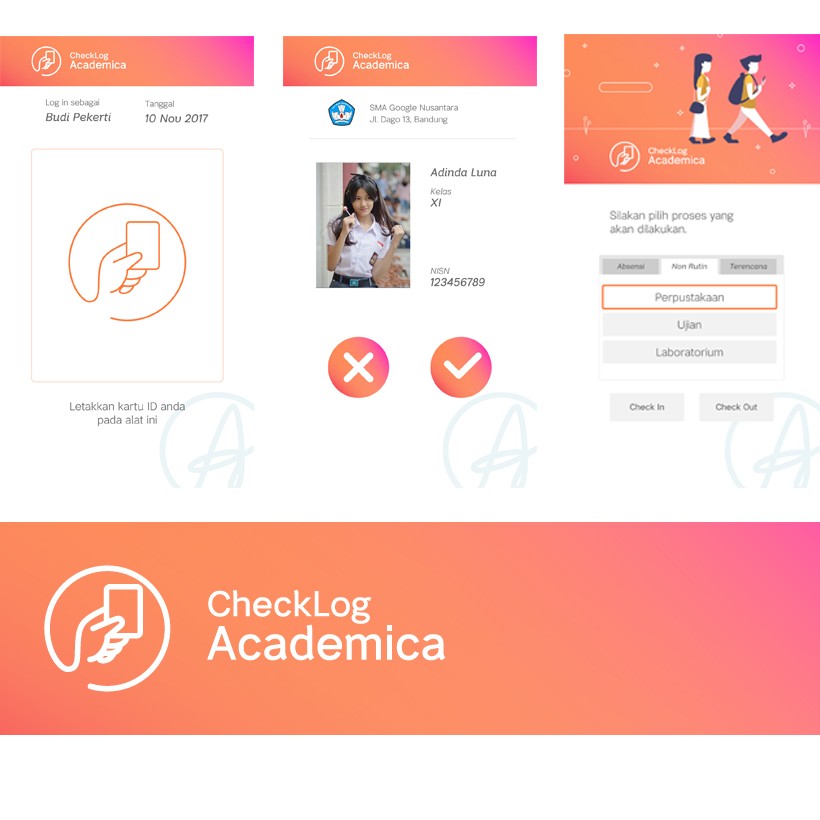 CheckLog
Academica
Log in sebagai
Budi Pekerti
Tanggal
10 Nov 2017
Letakkan kartu ID anda
pada alat ini
CheckLog
Academica
SMA Google Nusantara
Jl. Dago 13, Bandung
Adinda Luna
Kelas
XI
NISN
123456789
CheckLog
Academica
Silakan pilih proses yang
akan dilakukan.
Absensi
Non Rutin
Terencana
Perpustakaan
Ujian
Laboratorium
Check In
Check Out
CheckLog
Academica